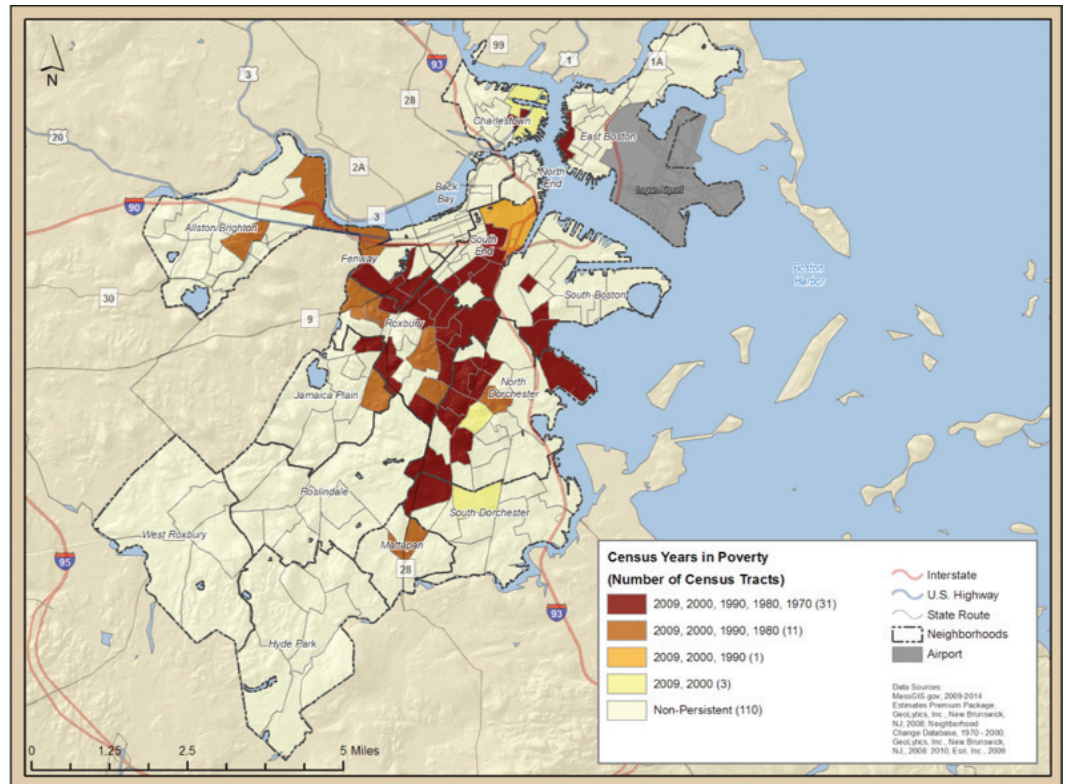 N
99
1
1A
93
3
28
20
2A
Charlestown
East Boston
North
End
Back
Bay
Logan Airport
90
3
Allston/Brighton
South
End
Fenway
Boston
Harbor
South Boston
30
9
Roxbury
North
Dorchester
Jamaica Plain
Roslindale
South Dorchester
West Roxbury
Mattapan
95
28
93
Hyde Park
0 1.25 2.5 5 Miles
Census Years in Poverty
(Number of Census Tracts)
2009, 2000, 1990, 1980, 1970 (31)
2009, 2000, 1990, 1980 (11)
2009, 2000, 1990 (1)
2009, 2000 (3)
Non-Persistent (110)
Interstate
U.S. Highway
State Route
Neighborhoods
Airport
Data Sources:
MassGIS.gov; 2009-2014
Estimates Premium Package,
GeoLytics, Inc., New Brunswick,
NJ, 2008; Neighborhood
Change Database, 1970 - 2000,
GeoLytics, Inc., New Brunswick,
NJ, 2008; 2010; Esri, Inc., 2009